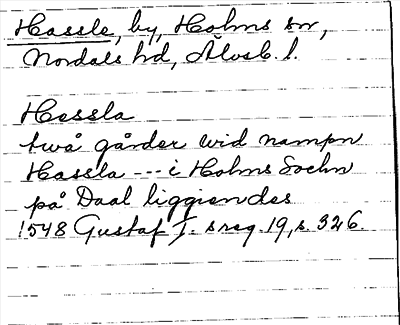 Hassle, by, Holms sn,
Nordals hd, Älvsb. l.
Hessla
twå gårder wid nampn
Hassla --- i Holms Sochn
på Daal liggiendes
1548 Gustaf I. s reg. 19, s. 326.